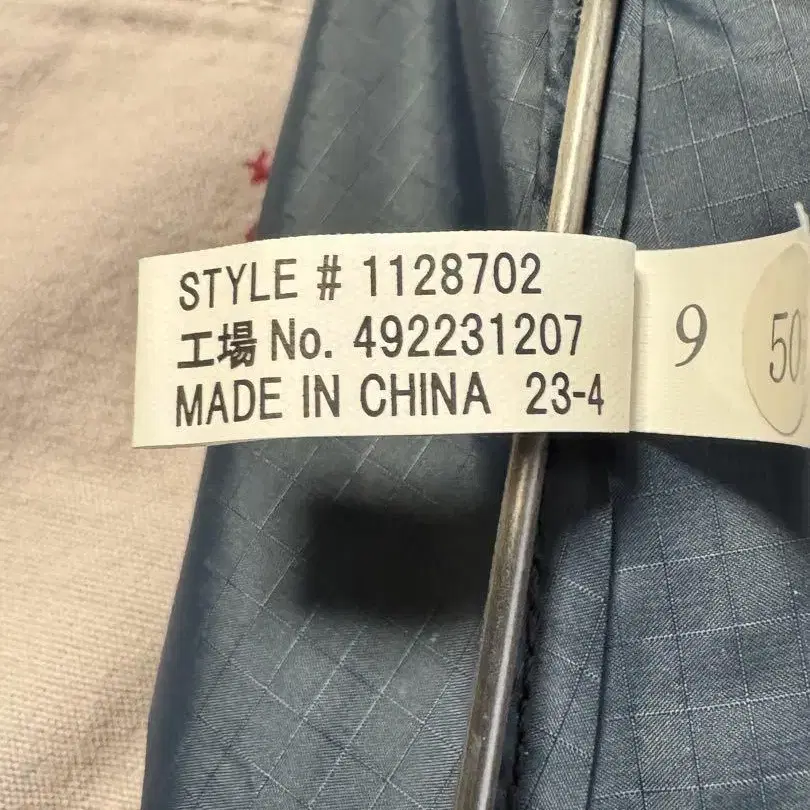 STYLE # 1128702
工場 No. 492231207
MADE IN CHINA 23-4
9
50